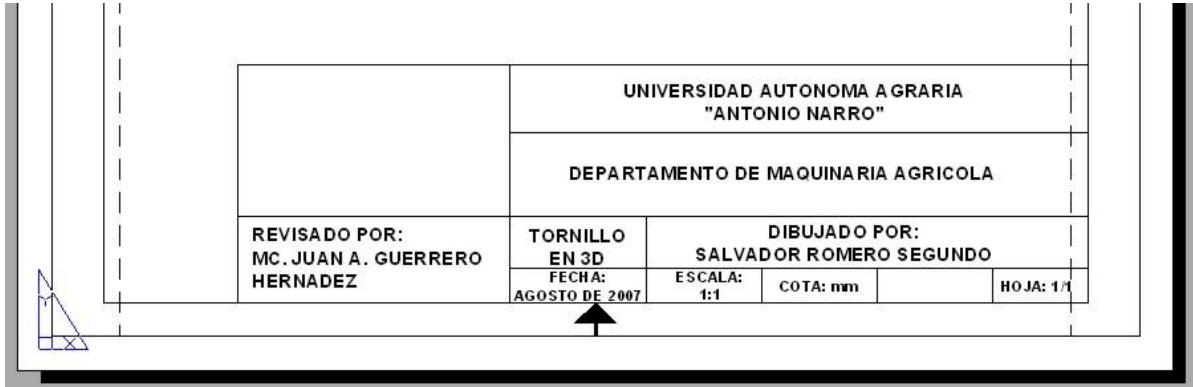 UNIVERSIDAD AUTONOMA AGRARIA
"ANTONIO NARRO"
DEPARTAMENTO DE MAQUINARIA AGRICOLA
REVISADO POR:
MC. JUAN A. GUERRERO
HERNADEZ
TORNILLO
EN 3D
DIBUJADO POR:
SALVADOR ROMERO SEGUNDO
FECHA:
AGOSTO DE 2007
ESCALA:
1:1
COTA: mm
HOJA: 1/1
Y
X